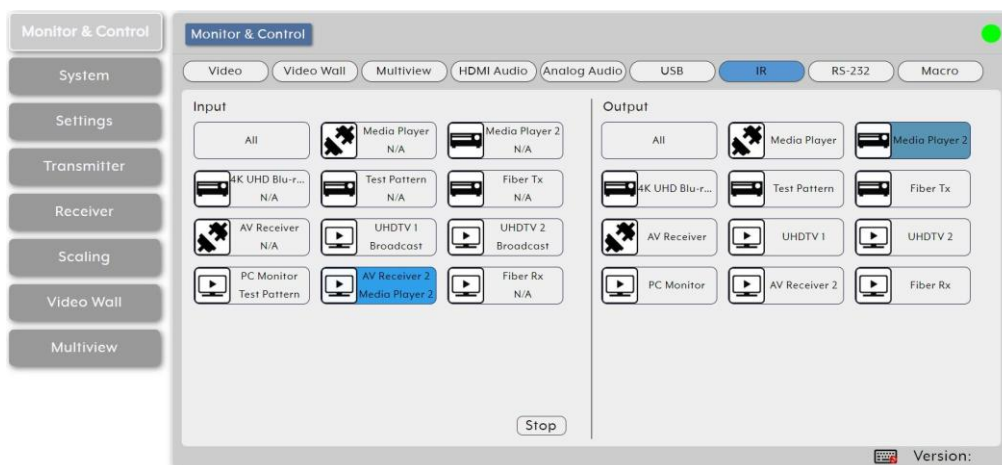 Monitor & Control
Monitor & Control
System
Settings
Transmitter
Receiver
Scaling
Video Wall
Multiview
Video Video Wall Multiview HDMI Audio Analog Audio USB IR RS-232 Macro
Input
All
Media Player
N/A
Media Player 2
N/A
4K UHD Blu-r...
N/A
Test Pattern
N/A
Fiber Tx
N/A
AV Receiver
N/A
UHDTV 1
Broadcast
UHDTV 2
Broadcast
PC Monitor
Test Pattern
AV Receiver 2
Media Player 2
Fiber Rx
N/A
Stop
Output
All
Media Player
Media Player 2
4K UHD Blu-r...
Test Pattern
Fiber Tx
AV Receiver
UHDTV 1
UHDTV 2
PC Monitor
AV Receiver 2
Fiber Rx
Version: